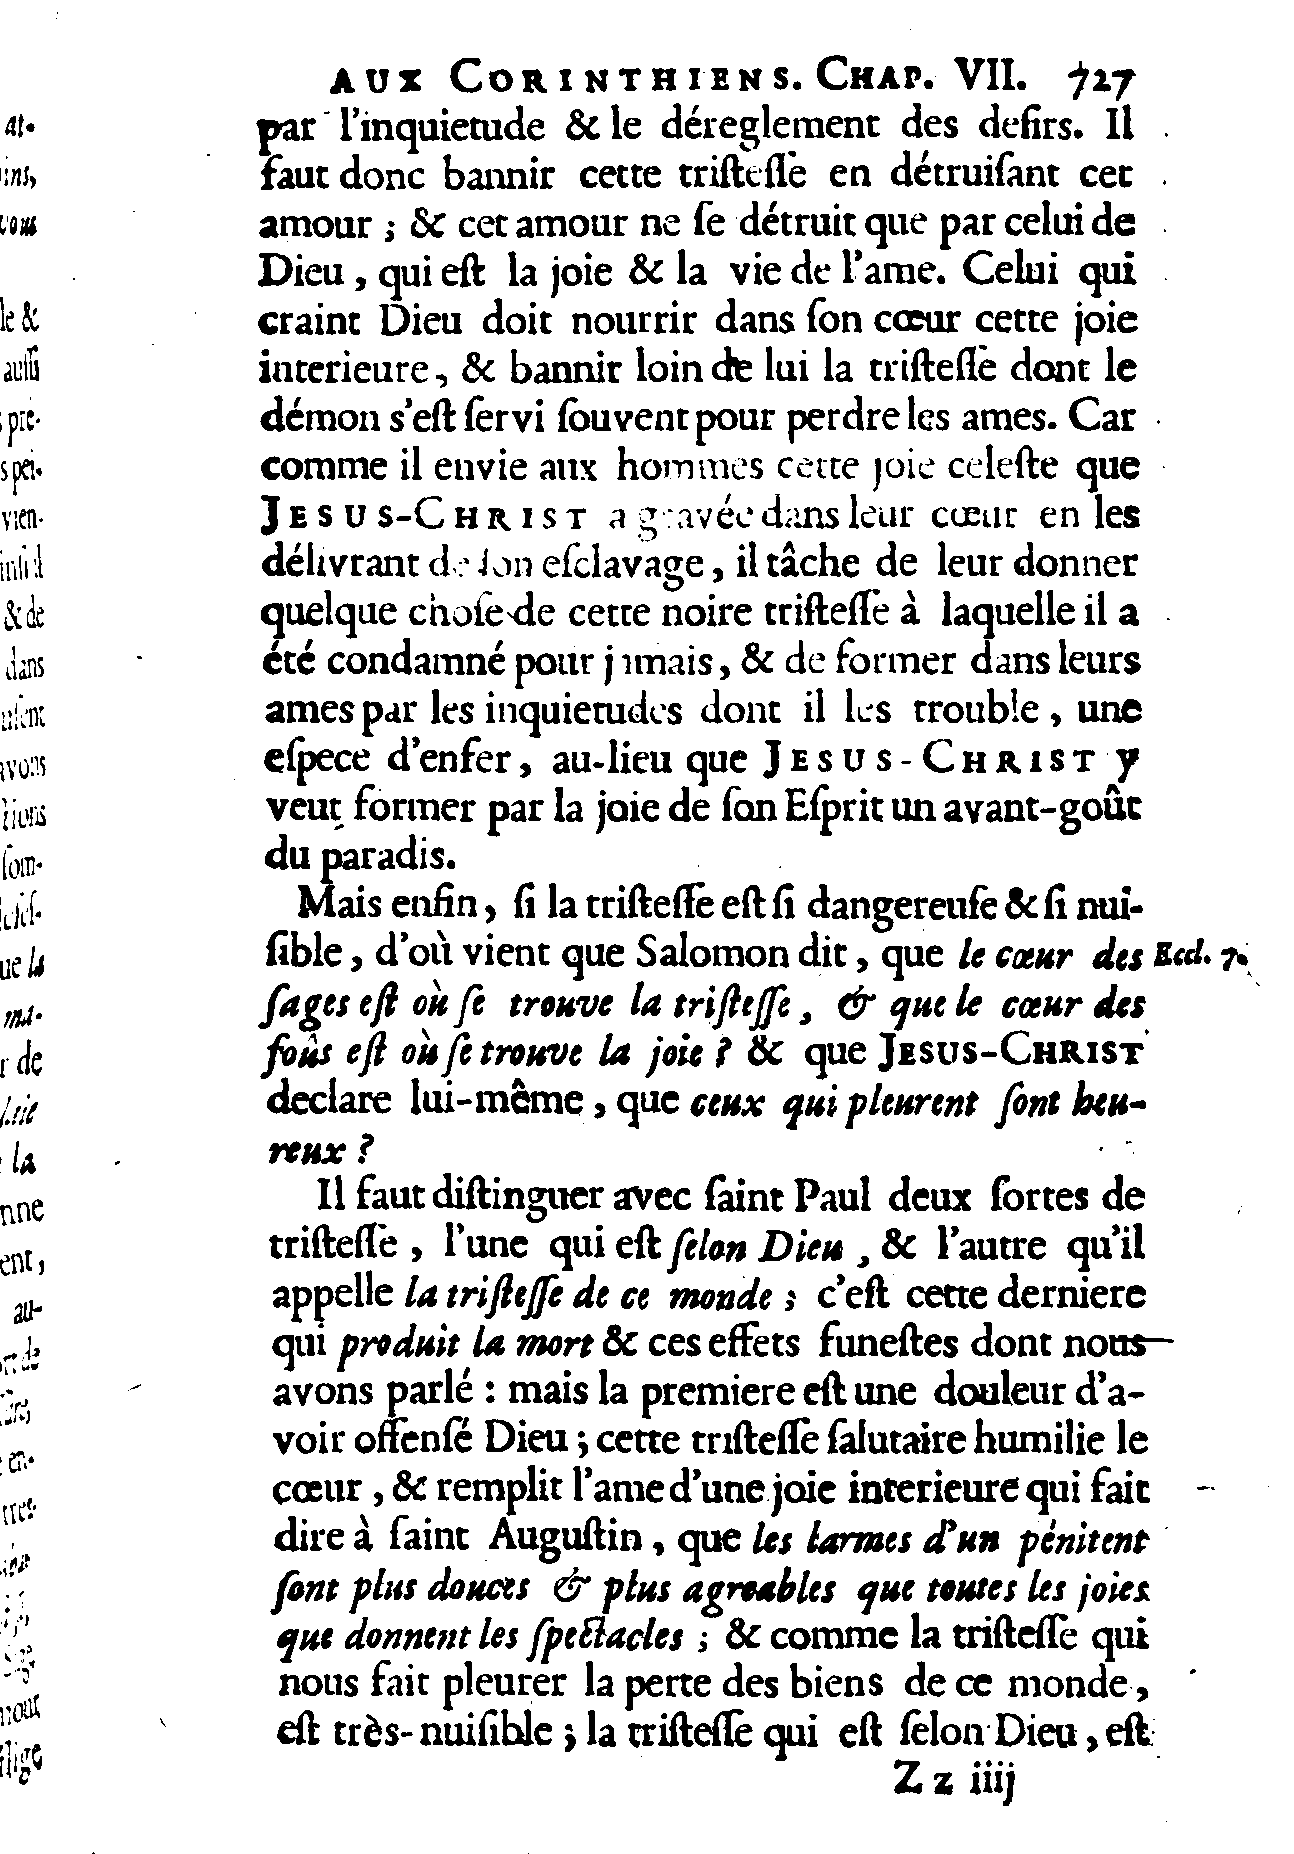 AUX CORINTHIENS. CHAP. VII. 727
par l'inquietude & le déreglement des deſirs. Il
faut donc bannir cette triſteſſe en détruiſant cet
amour ; & cet amour ne ſe détruit que par celui de
Dieu , qui eſt la joie & la vie de l'ame. Celui qui
craint Dieu doit nourrir dans ſon cœur cette joie
interieure, & bannir loin de lui la triſteſſe dont le
démon s'eſt ſervi ſouvent pour perdre les ames. Car
comme il envie aux hommes cette joie celeſte que
JESUS-CHRIST a gravée dans leur cœur en les
délivrant de ſon eſclavage, il tâche de leur donner
quelque choſe de cette noire triſteſſe à laquelle il a
été condamné pour jamais, & de former dans leurs
ames par les inquietudes dont il les trouble , une
eſpece d'enfer, au-lieu que JESUS-CHRIST y
veut former par la joie de ſon Eſprit un avant-goût
du paradis.
Mais enfin, ſi la triſteſſe eſt ſi dangereuſe & ſi nui-
ſible, d'où vient que Salomon dit, que le cœur des
Eccl. 7.
ſages eſt où ſe trouve la triſteſſe, & que le cœur des
foûs eſt où ſe trouve la joie ? & que JESUS-CHRIST
declare lui-même , que ceux qui pleurent ſont heu-
reux ?
Il faut diſtinguer avec ſaint Paul deux ſortes de
triſteſſe , l'une qui eſt ſelon Dieu , & l'autre qu'il
appelle la triſteſſe de ce monde ; c'eſt cette derniere
qui produit la mort & ces effets funeſtes dont nous
avons parlé : mais la premiere eſt une douleur d'a-
voir offenſé Dieu ; cette triſteſſe ſalutaire humilie le
cœur , & remplit l'ame d'une joie interieure qui fait
dire à ſaint Auguſtin , que les larmes d'un pénitent
ſont plus douces & plus agreables que toutes les joies
que donnent les ſpectacles ; & comme la triſteſſe qui
nous fait pleurer la perte des biens de ce monde ,
eſt très-nuiſible ; la triſteſſe qui eſt ſelon Dieu , eſt
Z z iiij